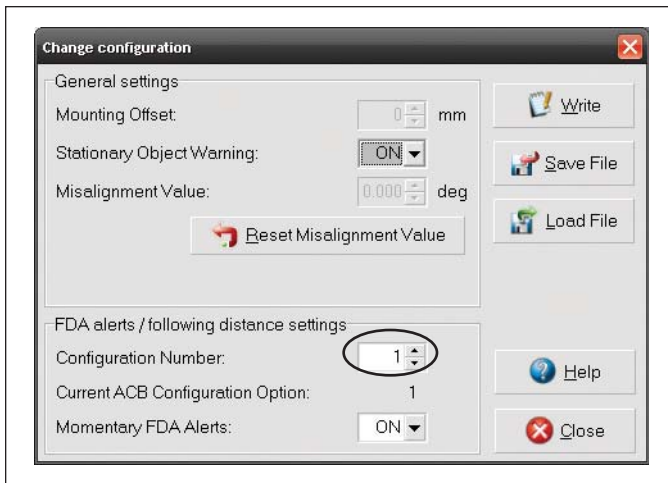 Change configuration
General settings
Mounting Offset: 0 mm
Stationary Object Warning: ON
Misalignment Value: 0.000 deg
Reset Misalignment Value
FDA alerts / following distance settings
Configuration Number: 1
Current ACB Configuration Option: 1
Momentary FDA Alerts: ON
Write
Save File
Load File
Help
Close